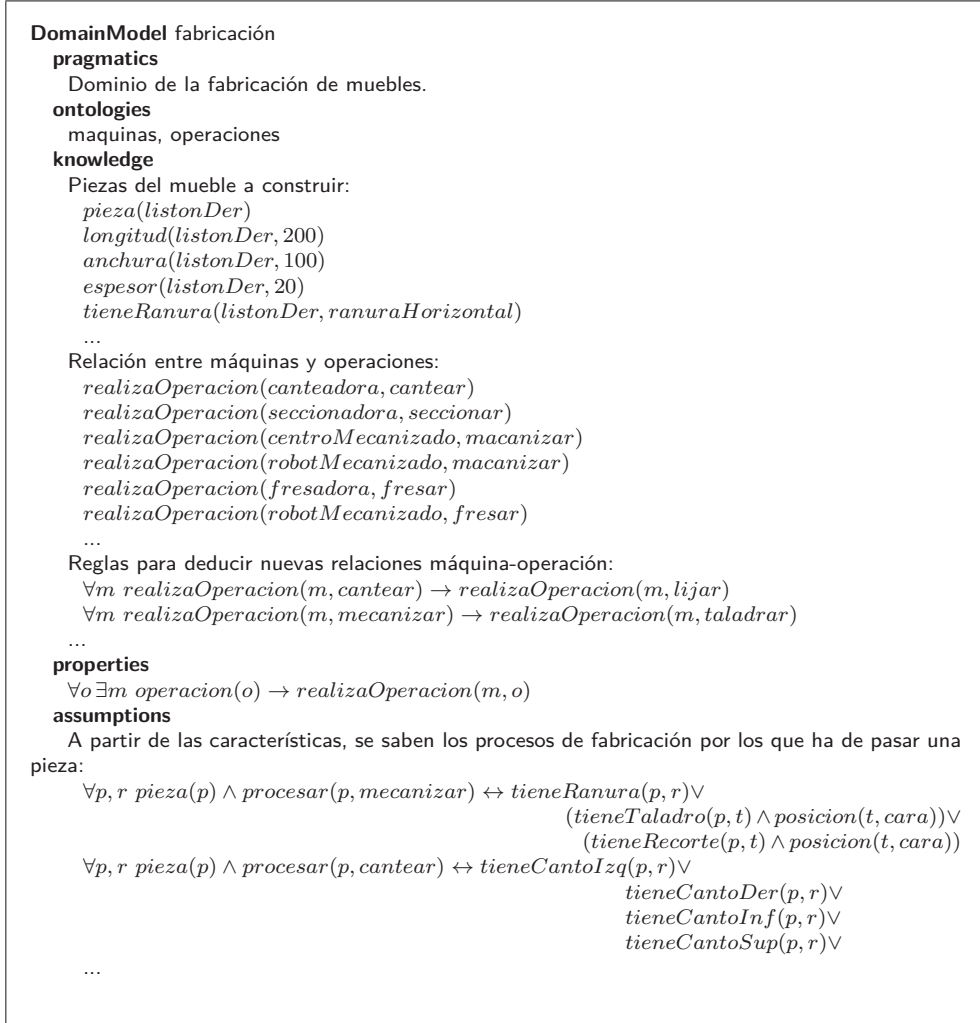 DomainModel fabricación
pragmatics
Dominio de la fabricación de muebles.
ontologies
maquinas, operaciones
knowledge
Piezas del mueble a construir:
pieza(listonDer)
longitud(listonDer, 200)
anchura(listonDer, 100)
espesor(listonDer, 20)
tieneRanura(listonDer, ranuraHorizontal)
...
Relación entre máquinas y operaciones:
realizaOperacion(canteadora, cantear)
realizaOperacion(seccionadora, seccionar)
realizaOperacion(centroMecanizado, macanizar)
realizaOperacion(robotMecanizado, macanizar)
realizaOperacion(fresadora, fresar)
realizaOperacion(robotMecanizado, fresar)
...
Reglas para deducir nuevas relaciones máquina-operación:
∀m realizaOperacion(m, cantear) → realizaOperacion(m, lijar)
∀m realizaOperacion(m, mecanizar) → realizaOperacion(m, taladrar)
...
properties
∀o ∃m operacion(o) → realizaOperacion(m, o)
assumptions
A partir de las características, se saben los procesos de fabricación por los que ha de pasar una
pieza:
∀p, r pieza(p) ∧ procesar(p, mecanizar) ↔ tieneRanura(p, r)∨
(tieneTaladro(p, t) ∧ posicion(t, cara))∨
(tieneRecorte(p, t) ∧ posicion(t, cara))
∀p, r pieza(p) ∧ procesar(p, cantear) ↔ tieneCantoIzq(p, r)∨
tieneCantoDer(p, r)∨
tieneCantoInf(p, r)∨
tieneCantoSup(p, r)∨
...